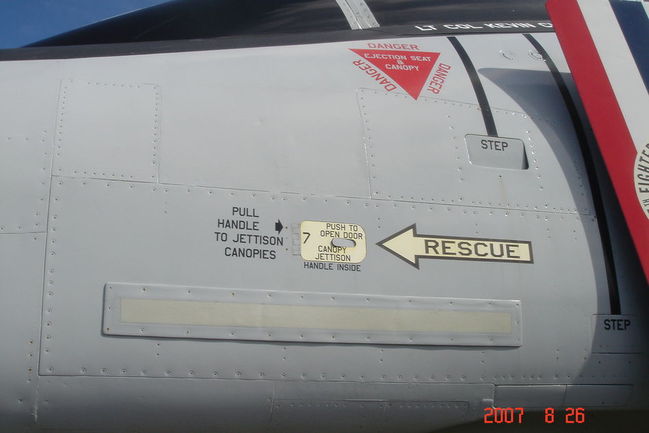 LT COL KEVIN
DANGER
EJECTION SEAT
&
CANOPY
DANGER
DANGER
STEP
PULL
HANDLE
TO JETTISON
CANOPIES
7
PUSH TO
OPEN DOOR
CANOPY
JETTISON
HANDLE INSIDE
RESCUE
FIGHTER
STEP
2007 8 26